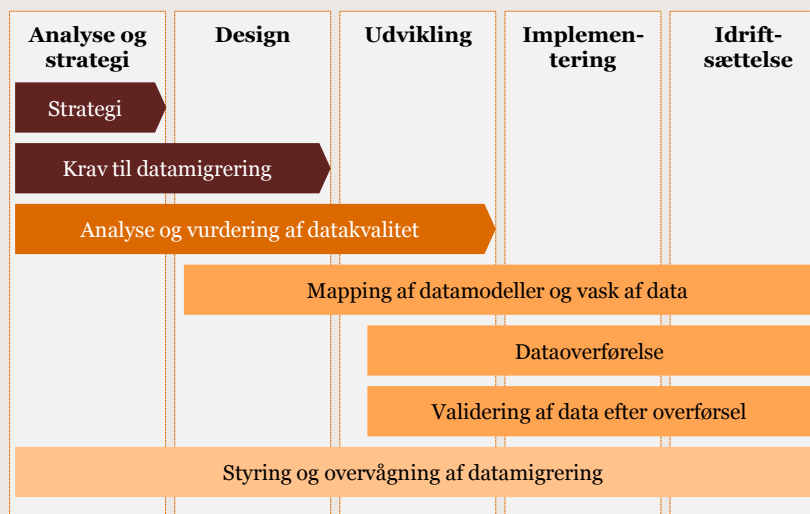 Analyse og
strategi
Design
Udvikling
Implemen-
tering
Idrift-
sættelse
Strategi
Krav til datamigrering
Analyse og vurdering af datakvalitet
Mapping af datamodeller og vask af data
Dataoverførelse
Validering af data efter overførsel
Styring og overvågning af datamigrering